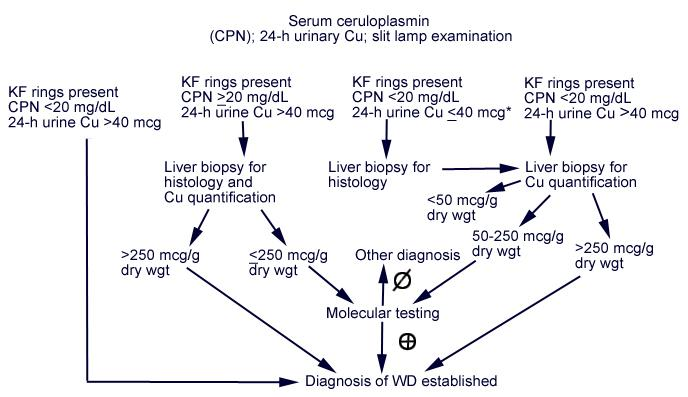 Serum ceruloplasmin
(CPN); 24-h urinary Cu; slit lamp examination
KF rings present
CPN <20 mg/dL
24-h urine Cu >40 mcg
KF rings present
CPN ≥20 mg/dL
24-h urine Cu >40 mcg
KF rings present
CPN <20 mg/dL
24-h urine Cu ≤40 mcg*
KF rings present
CPN <20 mg/dL
24-h urine Cu >40 mcg
Liver biopsy for
histology and
Cu quantification
Liver biopsy for
histology
Liver biopsy for
Cu quantification
<50 mcg/g
dry wgt
>250 mcg/g
dry wgt
≤250 mcg/g
dry wgt
Other diagnosis
50-250 mcg/g
dry wgt
>250 mcg/g
dry wgt
Ø
Molecular testing
⊕
Diagnosis of WD established